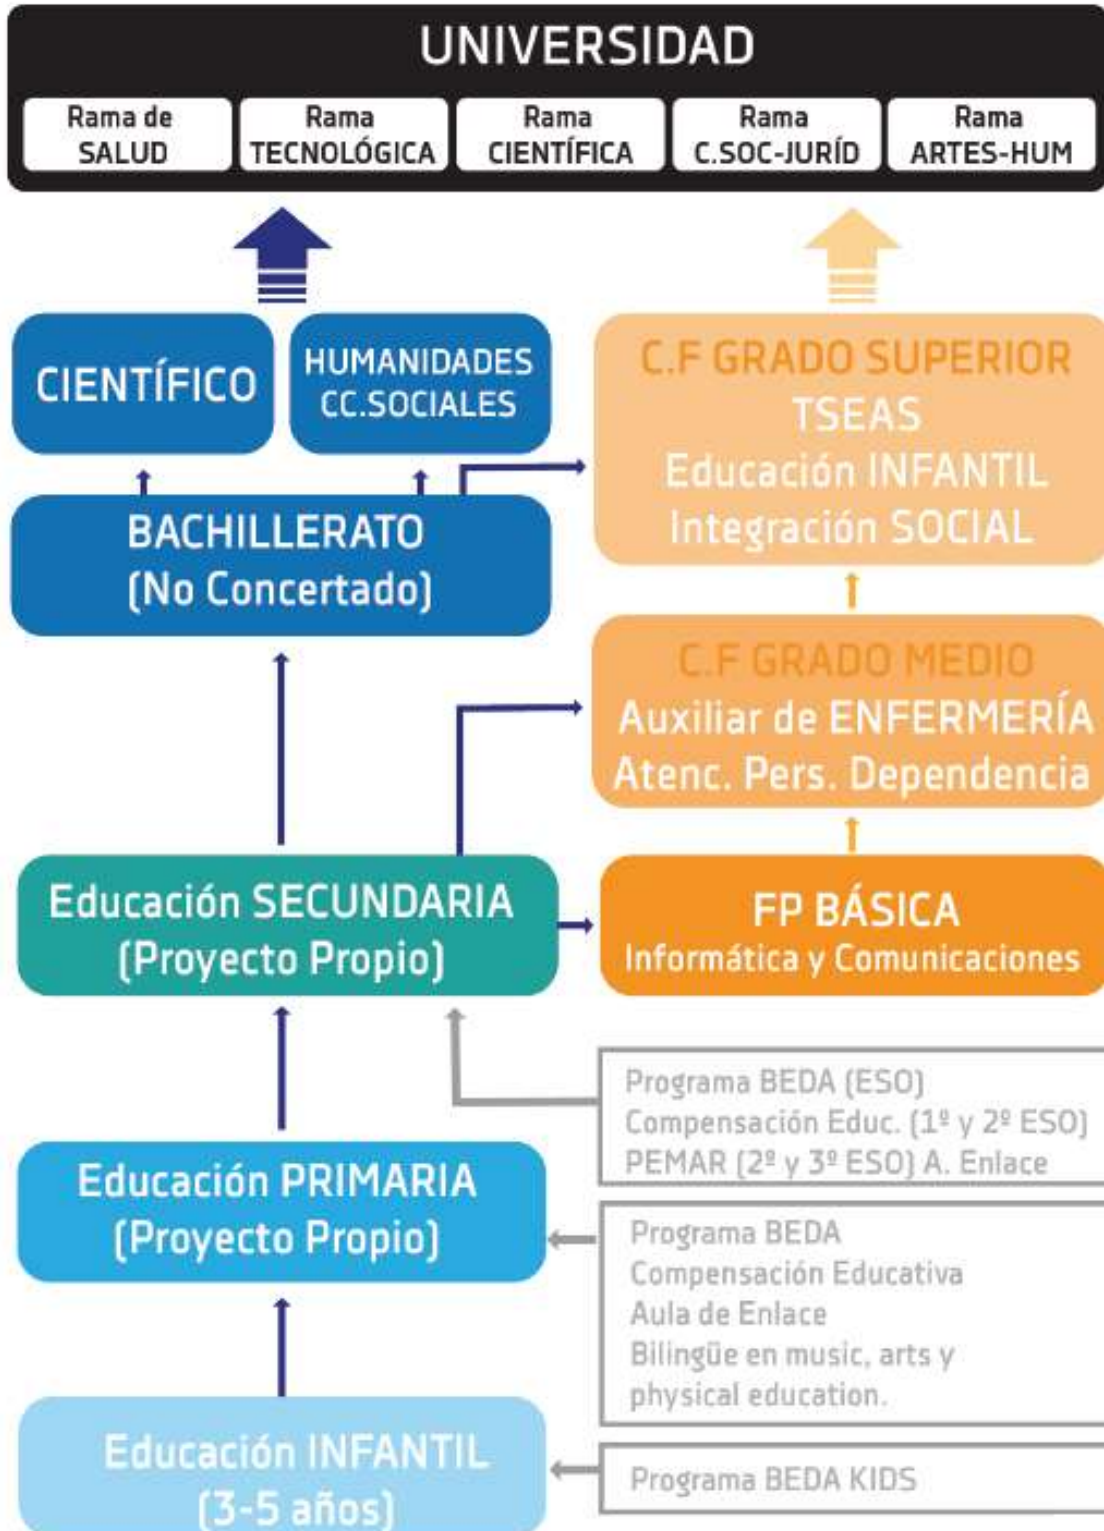 UNIVERSIDAD
Rama de
SALUD
Rama
TECNOLÓGICA
Rama
CIENTÍFICA
Rama
C.SOC-JURÍD
Rama
ARTES-HUM
CIENTÍFICO
HUMANIDADES
CC.SOCIALES
C.F GRADO SUPERIOR
TSEAS
Educación INFANTIL
Integración SOCIAL
BACHILLERATO
(No Concertado)
C.F GRADO MEDIO
Auxiliar de ENFERMERÍA
Atenc. Pers. Dependencia
Educación SECUNDARIA
(Proyecto Propio)
FP BÁSICA
Informática y Comunicaciones
Programa BEDA (ESO)
Compensación Educ. (1º y 2º ESO)
PEMAR (2º y 3º ESO) A. Enlace
Educación PRIMARIA
(Proyecto Propio)
Programa BEDA
Compensación Educativa
Aula de Enlace
Bilingüe en music, arts y
physical education.
Educación INFANTIL
(3-5 años)
Programa BEDA KIDS